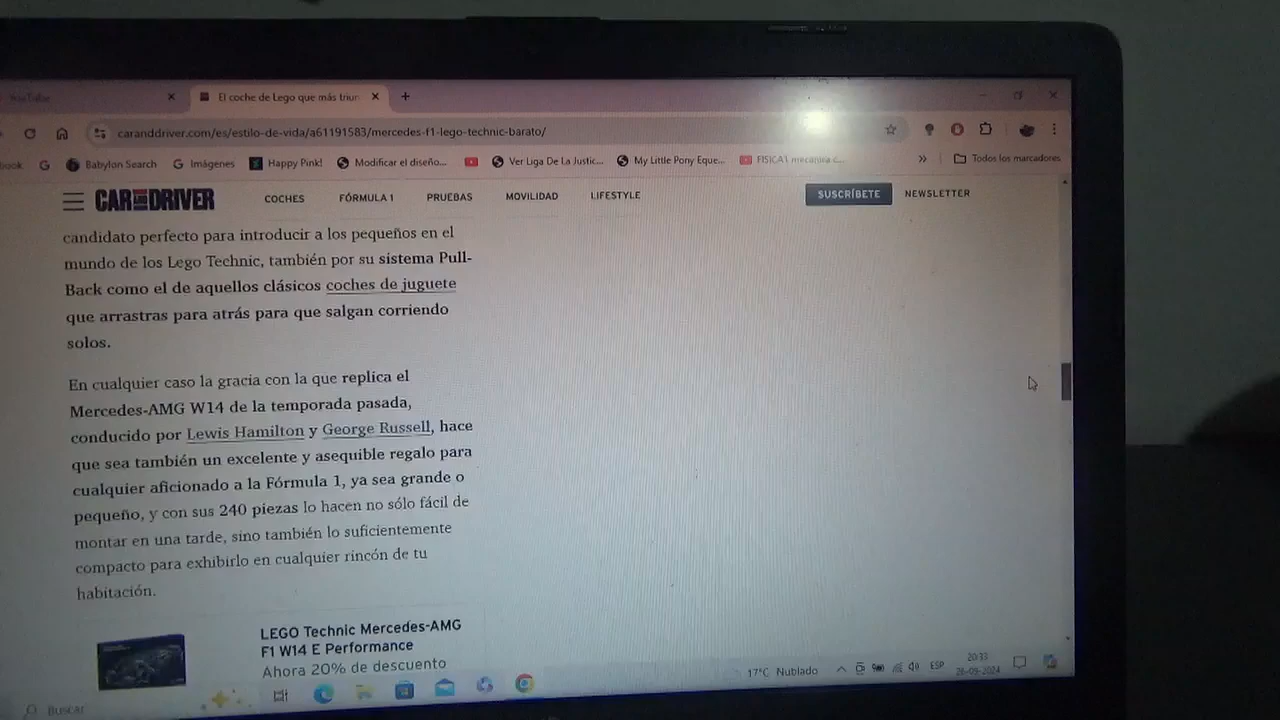 YouTube
El coche de Lego que más triun
caranddriver.com/es/estilo-de-vida/a61191583/mercedes-f1-lego-technic-barato/
book
Babylon Search
Imágenes
Happy Pink!
Modificar el diseño...
Ver Liga De La Justic...
My Little Pony Eque...
FISICA1 mecanica c...
»
Todos los marcadores
CAR AND DRIVER
COCHES
FÓRMULA 1
PRUEBAS
MOVILIDAD
LIFESTYLE
SUSCRÍBETE
NEWSLETTER
candidato perfecto para introducir a los pequeños en el
mundo de los Lego Technic, también por su sistema Pull-
Back como el de aquellos clásicos coches de juguete
que arrastras para atrás para que salgan corriendo
solos.
En cualquier caso la gracia con la que replica el
Mercedes-AMG W14 de la temporada pasada,
conducido por Lewis Hamilton y George Russell, hace
que sea también un excelente y asequible regalo para
cualquier aficionado a la Fórmula 1, ya sea grande o
pequeño, y con sus 240 piezas lo hacen no sólo fácil de
montar en una tarde, sino también lo suficientemente
compacto para exhibirlo en cualquier rincón de tu
habitación.
LEGO Technic Mercedes-AMG
F1 W14 E Performance
Ahora 20% de descuento
Buscar
17°C Nublado
ESP
20:33
28-09-2024